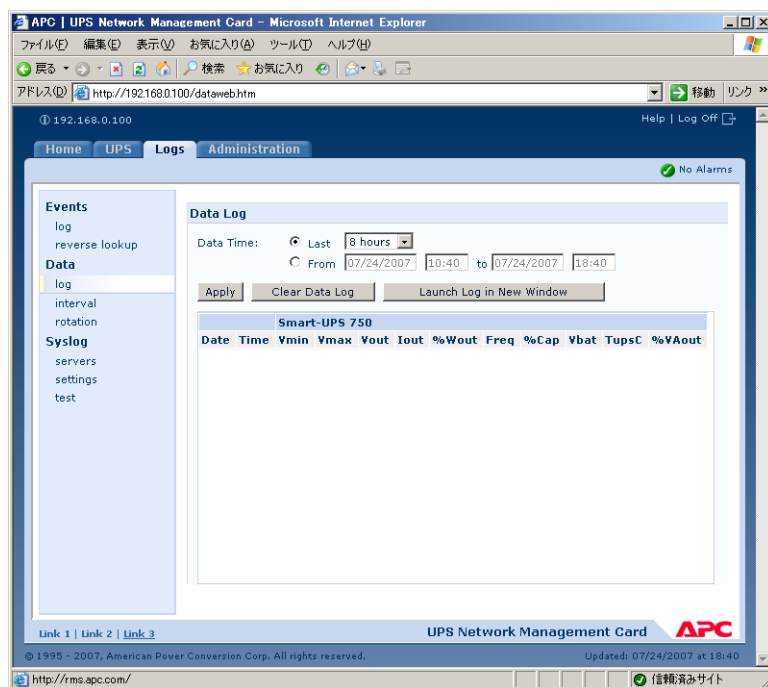 APC | UPS Network Management Card - Microsoft Internet Explorer
ファイル(F) 編集(E) 表示(V) お気に入り(A) ツール(T) ヘルプ(H)
戻る 検索 お気に入り
アドレス(D) http://192.168.0.100/dataweb.htm 移動 リンク »
192.168.0.100 Help | Log Off
Home UPS Logs Administration
No Alarms
Events
log
reverse lookup
Data
log
interval
rotation
Syslog
servers
settings
test
Data Log
Data Time: Last 8 hours
From 07/24/2007 10:40 to 07/24/2007 18:40
Apply Clear Data Log Launch Log in New Window
Smart-UPS 750
Date Time Vmin Vmax Vout Iout %Wout Freq %Cap Vbat TupsC %VAout
Link 1 | Link 2 | Link 3 UPS Network Management Card APC
© 1995 - 2007, American Power Conversion Corp. All rights reserved. Updated: 07/24/2007 at 18:40
http://rms.apc.com/ 信頼済みサイト